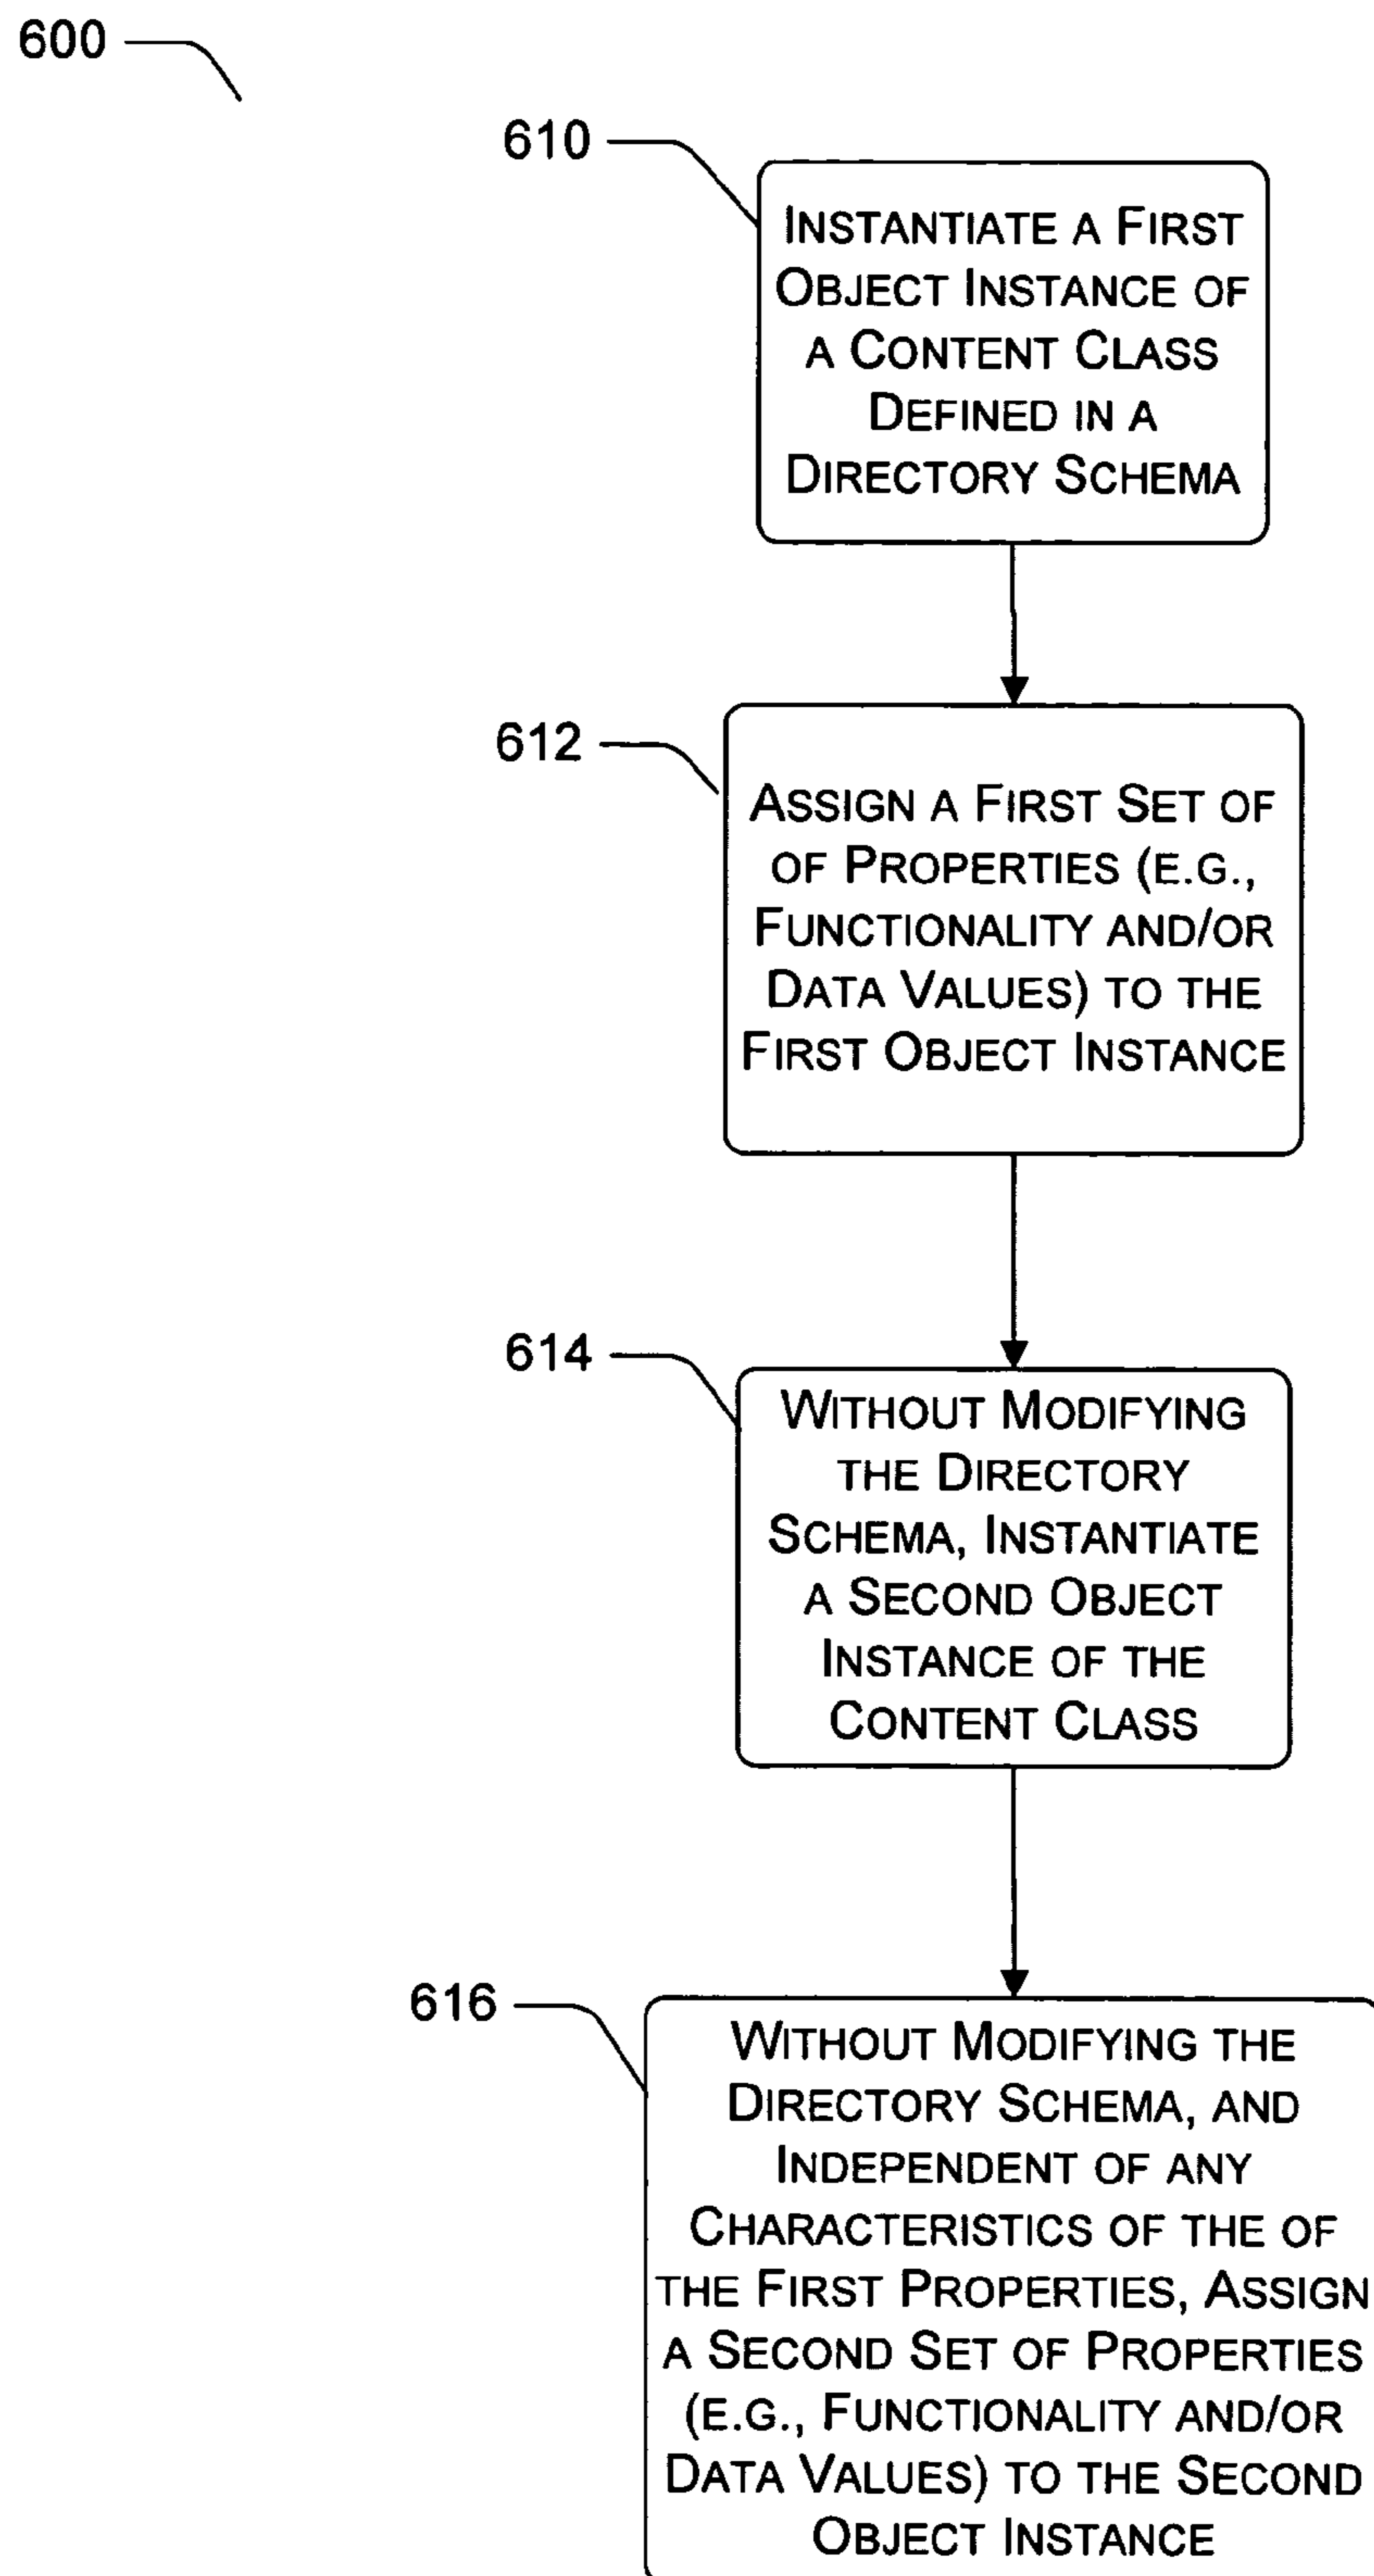 600
610
INSTANTIATE A FIRST
OBJECT INSTANCE OF
A CONTENT CLASS
DEFINED IN A
DIRECTORY SCHEMA
612
ASSIGN A FIRST SET OF
OF PROPERTIES (E.G.,
FUNCTIONALITY AND/OR
DATA VALUES) TO THE
FIRST OBJECT INSTANCE
614
WITHOUT MODIFYING
THE DIRECTORY
SCHEMA, INSTANTIATE
A SECOND OBJECT
INSTANCE OF THE
CONTENT CLASS
616
WITHOUT MODIFYING THE
DIRECTORY SCHEMA, AND
INDEPENDENT OF ANY
CHARACTERISTICS OF THE OF
THE FIRST PROPERTIES, ASSIGN
A SECOND SET OF PROPERTIES
(E.G., FUNCTIONALITY AND/OR
DATA VALUES) TO THE SECOND
OBJECT INSTANCE